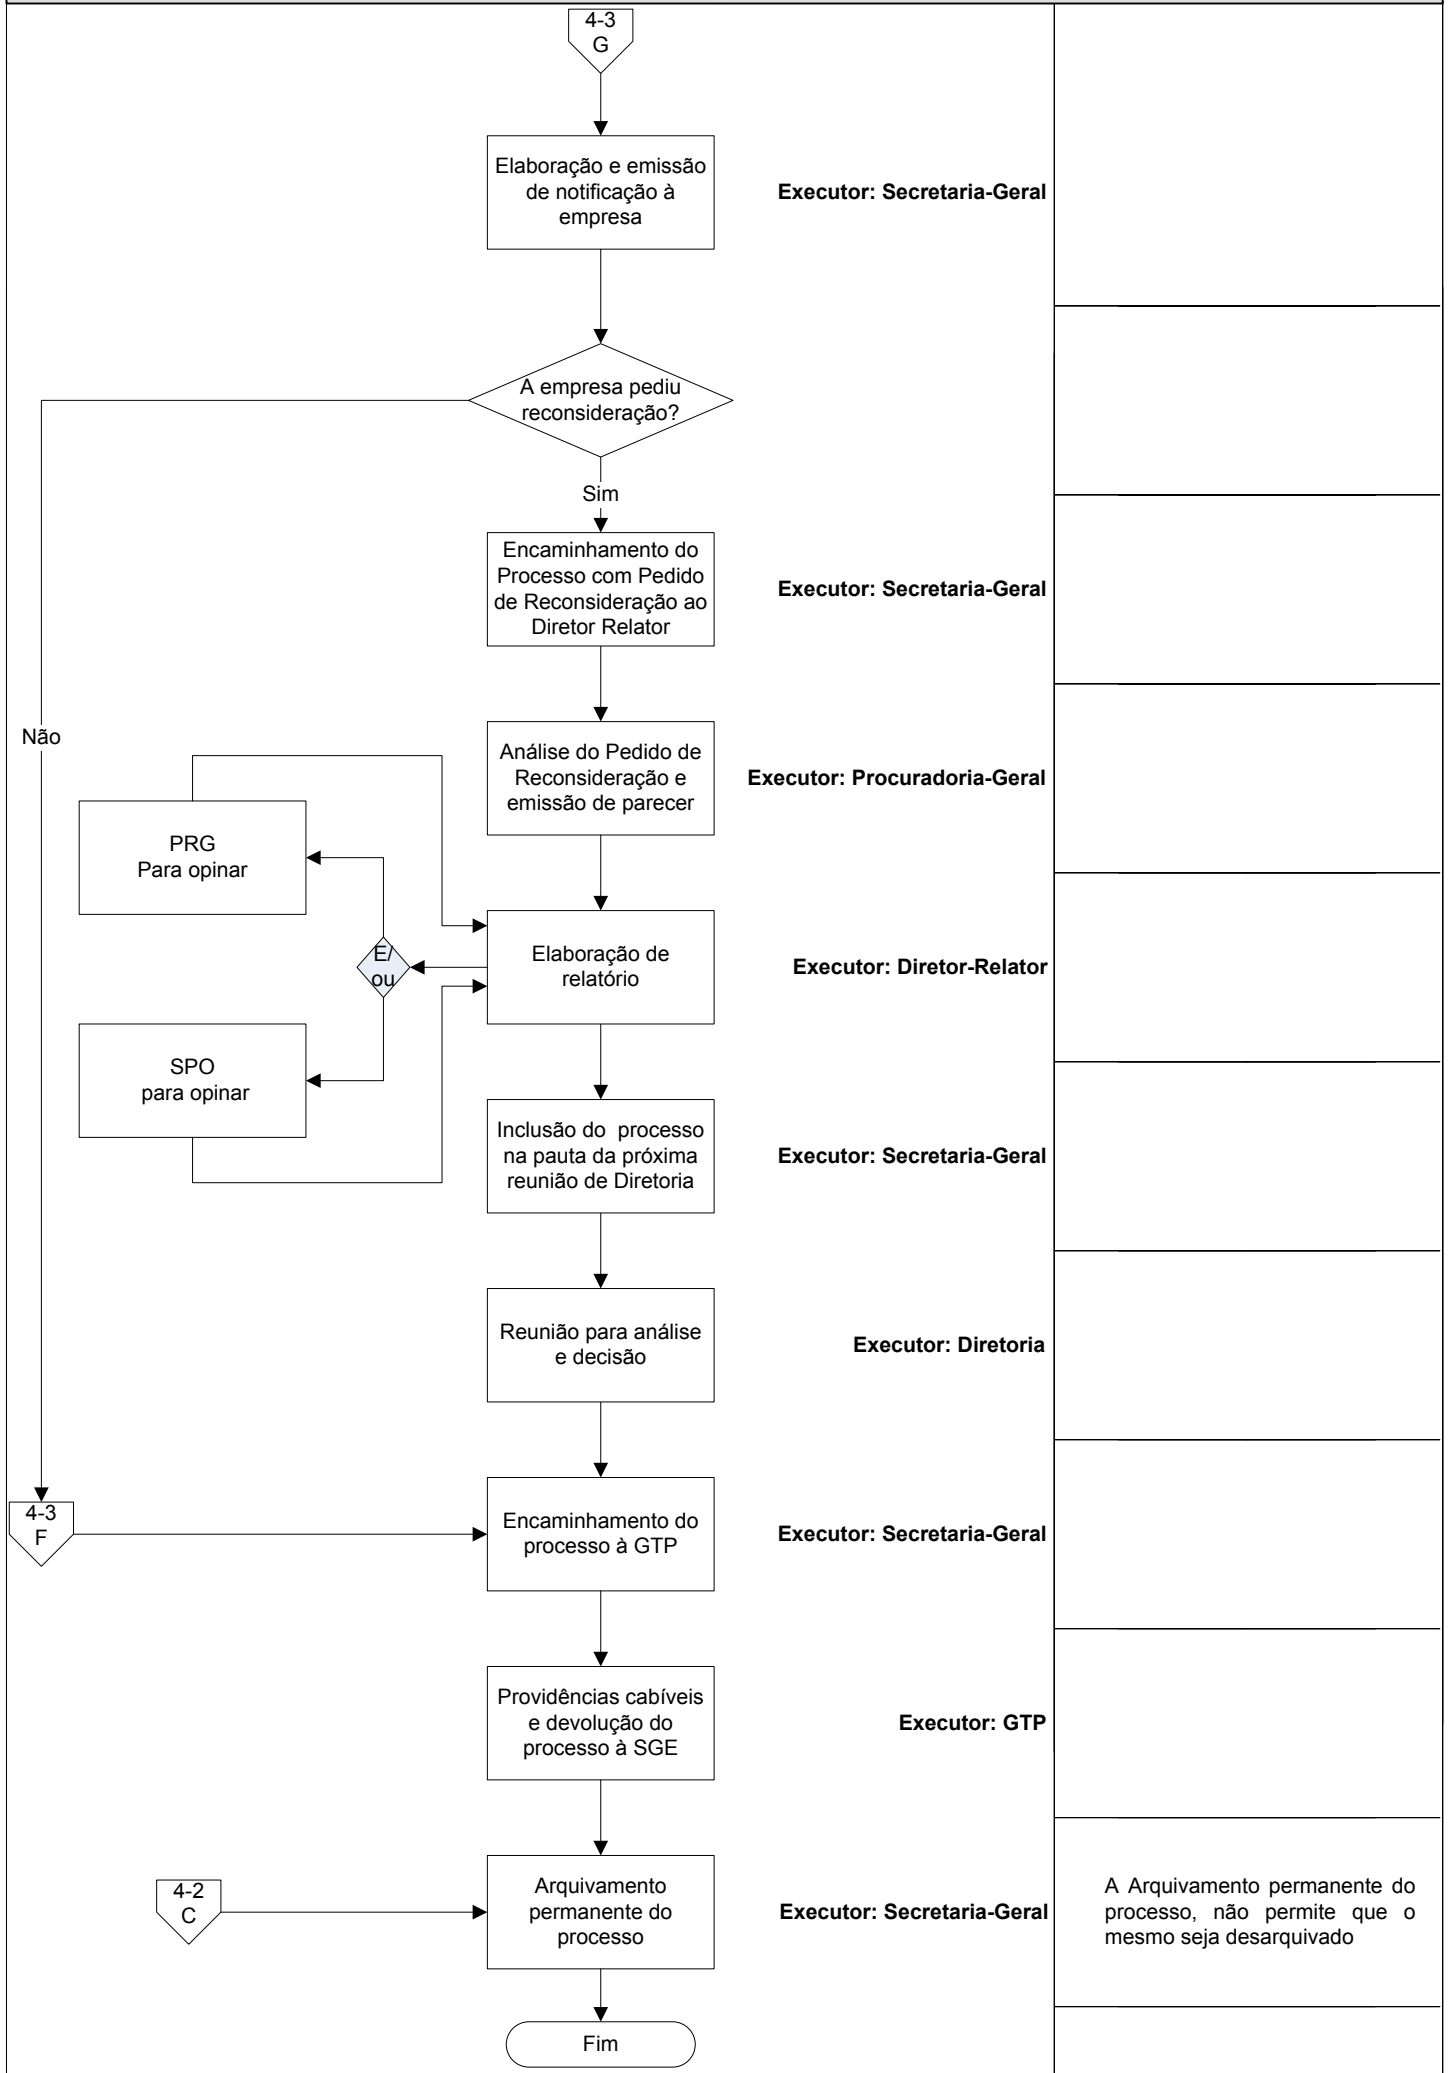 4-3
G
Elaboração e emissão
de notificação à
empresa
Executor: Secretaria-Geral
A empresa pediu
reconsideração?
Sim
Encaminhamento do
Processo com Pedido
de Reconsideração ao
Diretor Relator
Executor: Secretaria-Geral
Não
Análise do Pedido de
Reconsideração e
emissão de parecer
Executor: Procuradoria-Geral
PRG
Para opinar
E/
ou
Elaboração de
relatório
Executor: Diretor-Relator
SPO
para opinar
Inclusão do processo
na pauta da próxima
reunião de Diretoria
Executor: Secretaria-Geral
Reunião para análise
e decisão
Executor: Diretoria
4-3
F
Encaminhamento do
processo à GTP
Executor: Secretaria-Geral
Providências cabíveis
e devolução do
processo à SGE
Executor: GTP
4-2
C
Arquivamento
permanente do
processo
Executor: Secretaria-Geral
A Arquivamento permanente do
processo, não permite que o
mesmo seja desarquivado
Fim